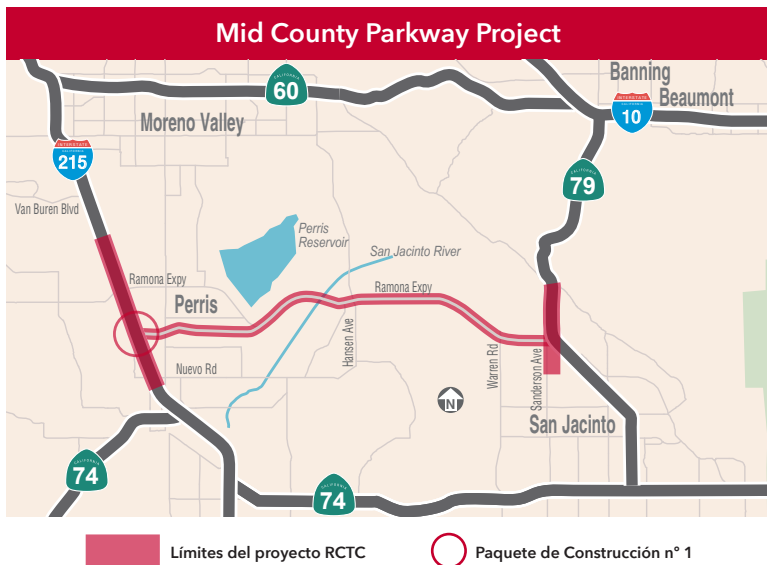 Mid County Parkway Project
Banning
Beaumont
CALIFORNIA
60
INTERSTATE
CALIFORNIA
10
Moreno Valley
INTERSTATE
CALIFORNIA
215
CALIFORNIA
79
Van Buren Blvd
Perris
Reservoir
San Jacinto River
Ramona Expy
Ramona Expy
Perris
Hansen Ave
Nuevo Rd
Warren Rd
Sanderson Ave
N
San Jacinto
CALIFORNIA
74
CALIFORNIA
74
Límites del proyecto RCTC
Paquete de Construcción n° 1